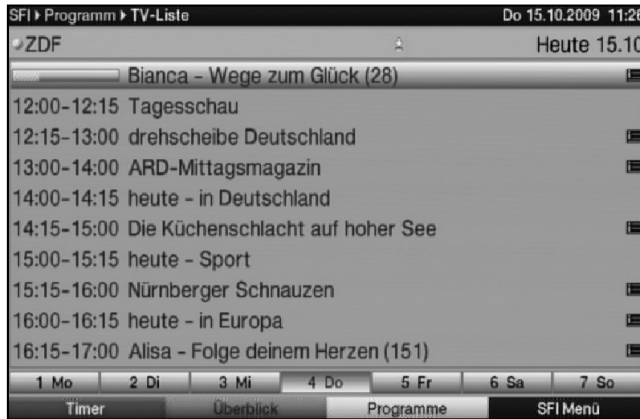 SFI ▸ Programm ▸ TV-Liste Do 15.10.2009 11:26
ZDF Heute 15.10
Bianca - Wege zum Glück (28)
12:00-12:15 Tagesschau
12:15-13:00 drehscheibe Deutschland
13:00-14:00 ARD-Mittagsmagazin
14:00-14:15 heute - in Deutschland
14:15-15:00 Die Küchenschlacht auf hoher See
15:00-15:15 heute - Sport
15:15-16:00 Nürnberger Schnauzen
16:00-16:15 heute - in Europa
16:15-17:00 Alisa - Folge deinem Herzen (151)
1 Mo 2 Di 3 Mi 4 Do 5 Fr 6 Sa 7 So
Timer Überblick Programme SFI Menü